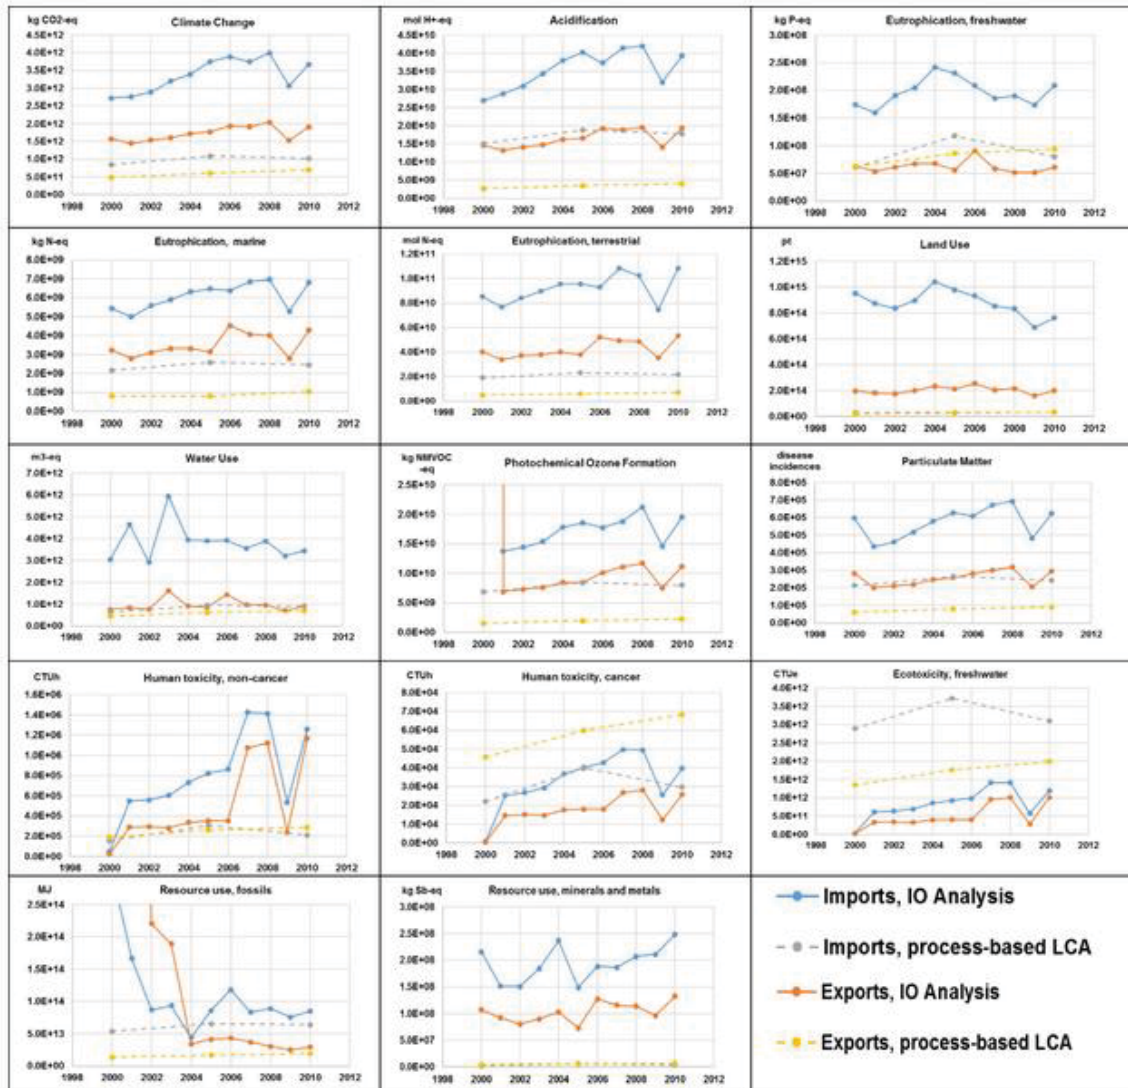 kg CO2-eq
Climate Change
4.5E+12
4.0E+12
3.5E+12
3.0E+12
2.5E+12
2.0E+12
1.5E+12
1.0E+12
5.0E+11
0.0E+00
1998 2000 2002 2004 2006 2008 2010 2012
mol H+-eq
Acidification
4.5E+10
4.0E+10
3.5E+10
3.0E+10
2.5E+10
2.0E+10
1.5E+10
1.0E+10
5.0E+09
0.0E+00
1998 2000 2002 2004 2006 2008 2010 2012
kg P-eq
Eutrophication, freshwater
3.0E+08
2.5E+08
2.0E+08
1.5E+08
1.0E+08
5.0E+07
0.0E+00
1998 2000 2002 2004 2006 2008 2010 2012
kg N-eq
Eutrophication, marine
8.0E+09
7.0E+09
6.0E+09
5.0E+09
4.0E+09
3.0E+09
2.0E+09
1.0E+09
0.0E+00
1998 2000 2002 2004 2006 2008 2010 2012
mol N-eq
Eutrophication, terrestrial
1.2E+11
1.0E+11
8.0E+10
6.0E+10
4.0E+10
2.0E+10
0.0E+00
1998 2000 2002 2004 2006 2008 2010 2012
pt
Land Use
1.2E+15
1.0E+15
8.0E+14
6.0E+14
4.0E+14
2.0E+14
0.0E+00
1998 2000 2002 2004 2006 2008 2010 2012
m3-eq
Water Use
7.0E+12
6.0E+12
5.0E+12
4.0E+12
3.0E+12
2.0E+12
1.0E+12
0.0E+00
1998 2000 2002 2004 2006 2008 2010 2012
kg NMVOC
-eq
Photochemical Ozone Formation
2.5E+10
2.0E+10
1.5E+10
1.0E+10
5.0E+09
0.0E+00
1998 2000 2002 2004 2006 2008 2010 2012
disease
incidences
Particulate Matter
8.0E+05
7.0E+05
6.0E+05
5.0E+05
4.0E+05
3.0E+05
2.0E+05
1.0E+05
0.0E+00
1998 2000 2002 2004 2006 2008 2010 2012
CTUh
Human toxicity, non-cancer
1.6E+06
1.4E+06
1.2E+06
1.0E+06
8.0E+05
6.0E+05
4.0E+05
2.0E+05
0.0E+00
1998 2000 2002 2004 2006 2008 2010 2012
CTUh
Human toxicity, cancer
8.0E+04
7.0E+04
6.0E+04
5.0E+04
4.0E+04
3.0E+04
2.0E+04
1.0E+04
0.0E+00
1998 2000 2002 2004 2006 2008 2010 2012
CTUe
Ecotoxicity, freshwater
4.0E+12
3.5E+12
3.0E+12
2.5E+12
2.0E+12
1.5E+12
1.0E+12
5.0E+11
0.0E+00
1998 2000 2002 2004 2006 2008 2010 2012
MJ
Resource use, fossils
2.5E+14
2.0E+14
1.5E+14
1.0E+14
5.0E+13
0.0E+00
1998 2000 2002 2004 2006 2008 2010 2012
kg Sb-eq
Resource use, minerals and metals
3.0E+08
2.5E+08
2.0E+08
1.5E+08
1.0E+08
5.0E+07
0.0E+00
1998 2000 2002 2004 2006 2008 2010 2012
Imports, IO Analysis
Imports, process-based LCA
Exports, IO Analysis
Exports, process-based LCA